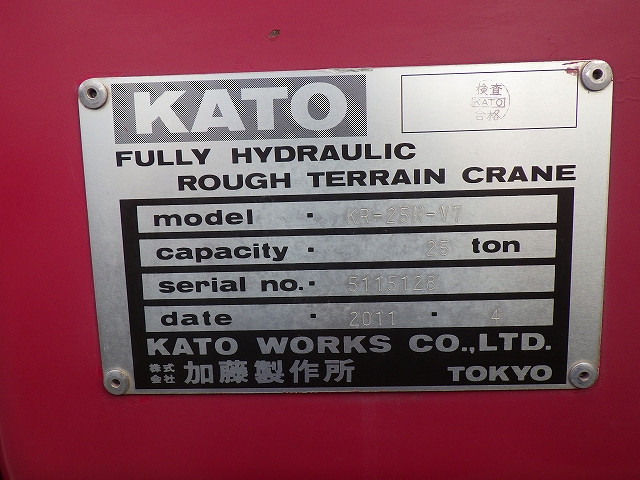 KATO
検査
KATO
合格
FULLY HYDRAULIC
ROUGH TERRAIN CRANE
model · KR-25H-V7
capacity · 25 ton
serial no.· 5115128
date · 2011 · 4
KATO WORKS CO.,LTD.
株式会社 加藤製作所 TOKYO